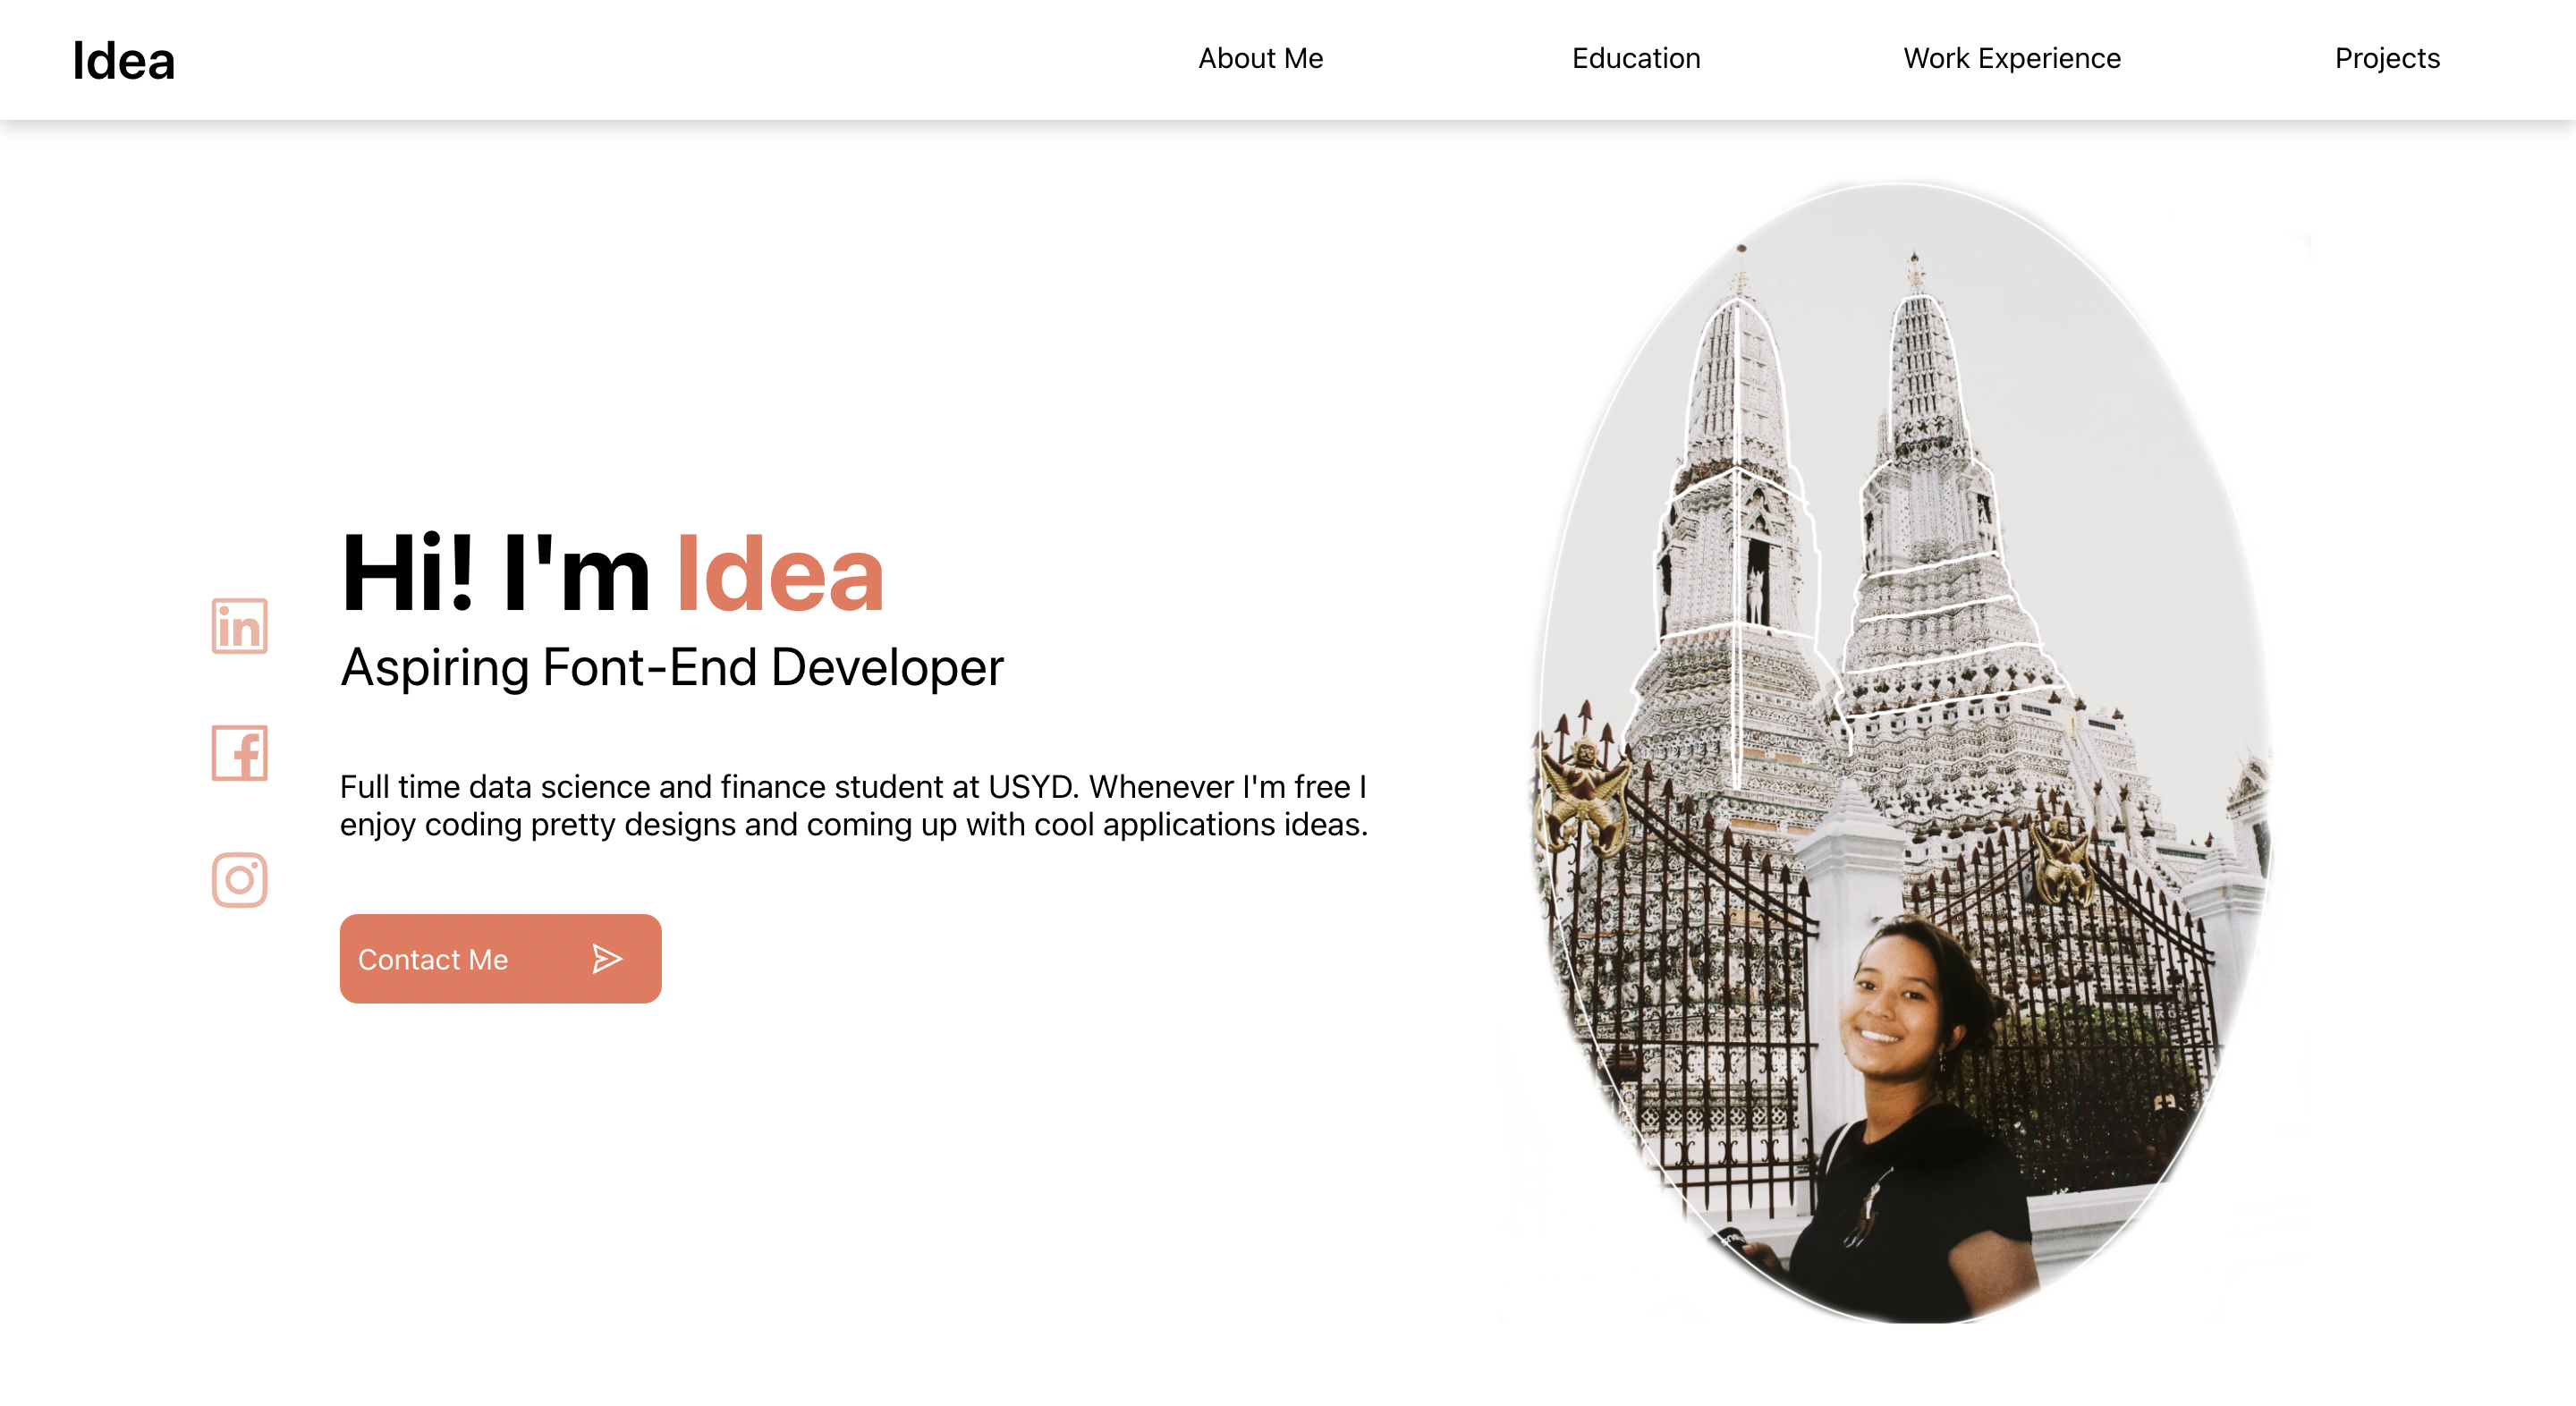 Idea
About Me
Education
Work Experience
Projects
Hi! I'm Idea
Aspiring Font-End Developer
Full time data science and finance student at USYD. Whenever I'm free I
enjoy coding pretty designs and coming up with cool applications ideas.
Contact Me